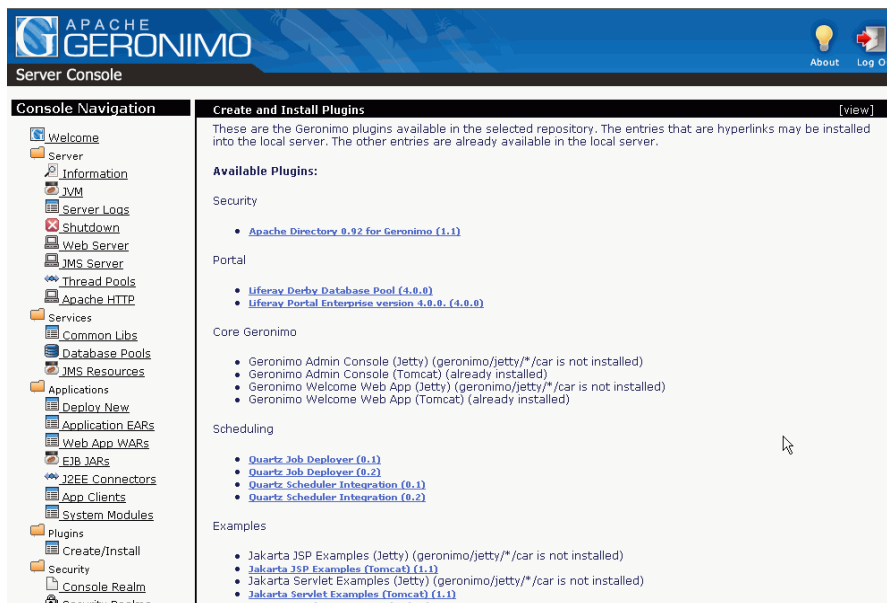 APACHE
GERONIMO
Server Console
About
Log O
Console Navigation
Welcome
Server
Information
JVM
Server Logs
Shutdown
Web Server
JMS Server
Thread Pools
Apache HTTP
Services
Common Libs
Database Pools
JMS Resources
Applications
Deploy New
Application EARs
Web App WARs
EJB JARs
J2EE Connectors
App Clients
System Modules
Plugins
Create/Install
Security
Console Realm
Security Realms
Create and Install Plugins
[view]
These are the Geronimo plugins available in the selected repository. The entries that are hyperlinks may be installed
into the local server. The other entries are already available in the local server.
Available Plugins:
Security
Apache Directory 0.92 for Geronimo (1.1)
Portal
Liferay Derby Database Pool (4.0.0)
Liferay Portal Enterprise version 4.0.0. (4.0.0)
Core Geronimo
Geronimo Admin Console (Jetty) (geronimo/jetty/*/car is not installed)
Geronimo Admin Console (Tomcat) (already installed)
Geronimo Welcome Web App (Jetty) (geronimo/jetty/*/car is not installed)
Geronimo Welcome Web App (Tomcat) (already installed)
Scheduling
Quartz Job Deployer (0.1)
Quartz Job Deployer (0.2)
Quartz Scheduler Integration (0.1)
Quartz Scheduler Integration (0.2)
Examples
Jakarta JSP Examples (Jetty) (geronimo/jetty/*/car is not installed)
Jakarta JSP Examples (Tomcat) (1.1)
Jakarta Servlet Examples (Jetty) (geronimo/jetty/*/car is not installed)
Jakarta Servlet Examples (Tomcat) (1.1)